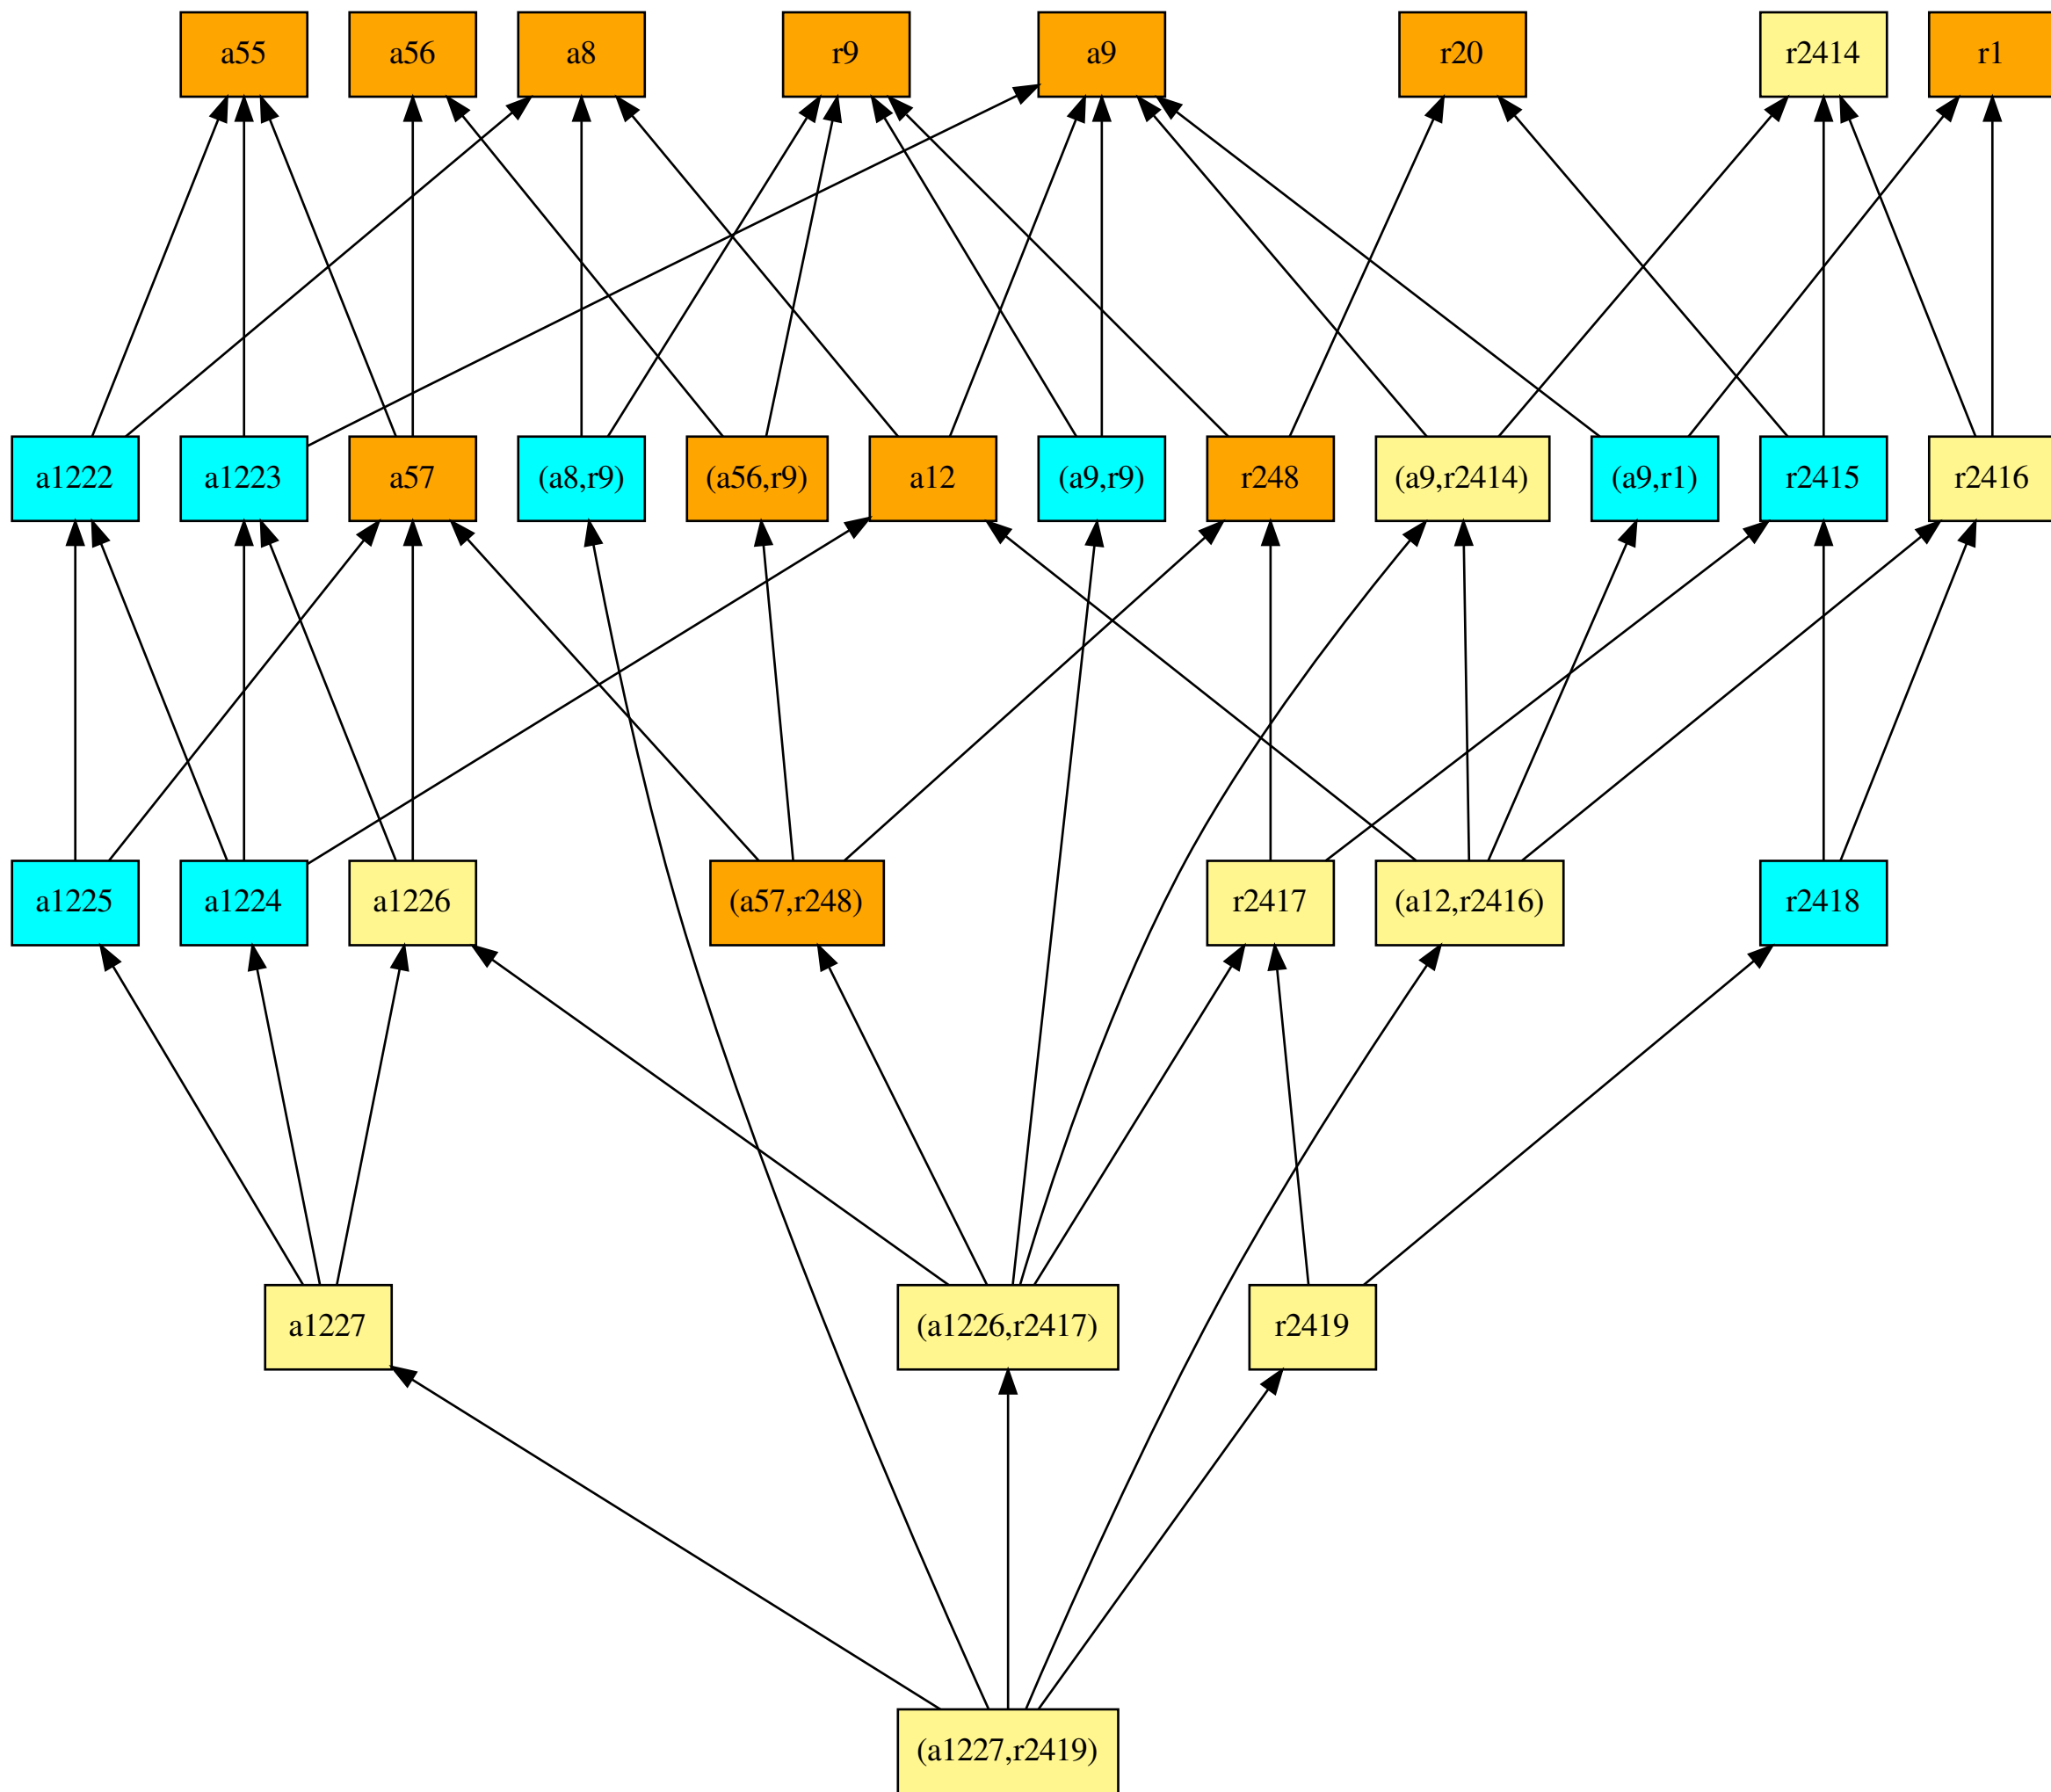 a55
a56
a8
r9
a9
r20
r2414
r1
a1222
a1223
a57
(a8,r9)
(a56,r9)
a12
(a9,r9)
r248
(a9,r2414)
(a9,r1)
r2415
r2416
a1225
a1224
a1226
(a57,r248)
r2417
(a12,r2416)
r2418
a1227
(a1226,r2417)
r2419
(a1227,r2419)